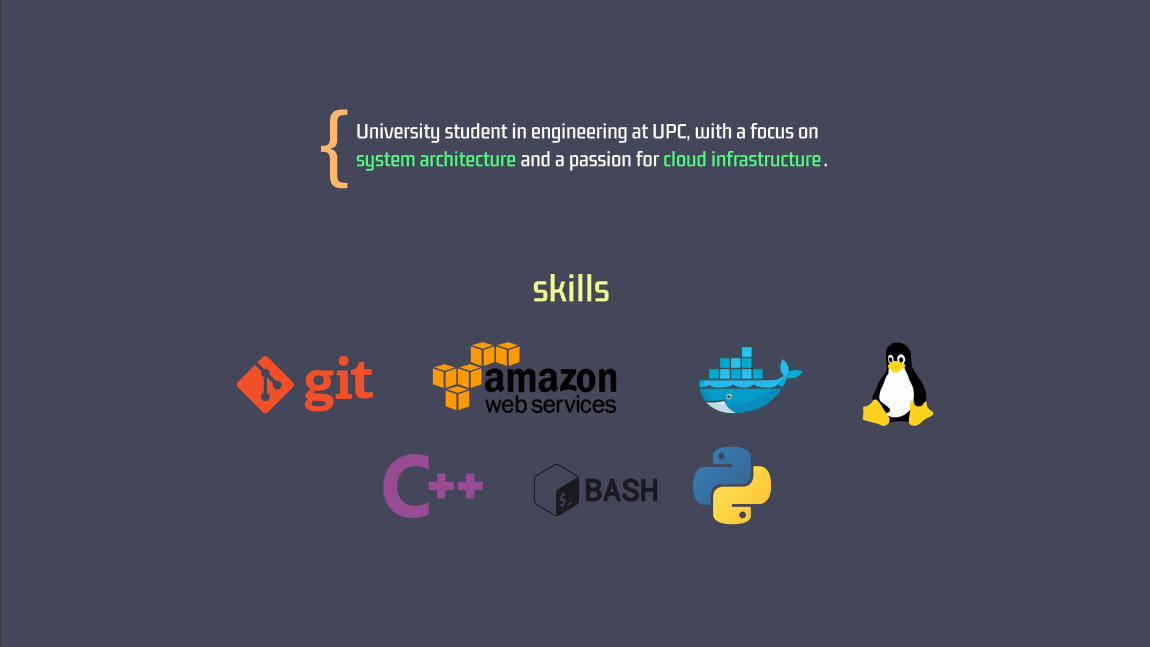 { University student in engineering at UPC, with a focus on
system architecture and a passion for cloud infrastructure.
skills
git
amazon
web services
C++
$_ BASH